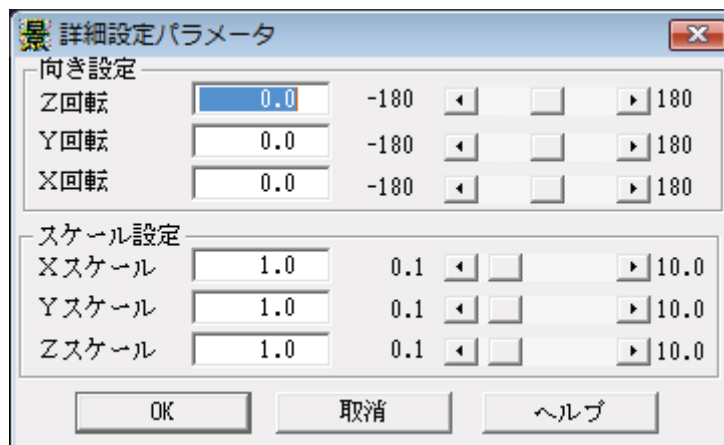 景 詳細設定パラメータ
向き設定
Z回転 0.0 -180 180
Y回転 0.0 -180 180
X回転 0.0 -180 180
スケール設定
Xスケール 1.0 0.1 10.0
Yスケール 1.0 0.1 10.0
Zスケール 1.0 0.1 10.0
OK 取消 ヘルプ